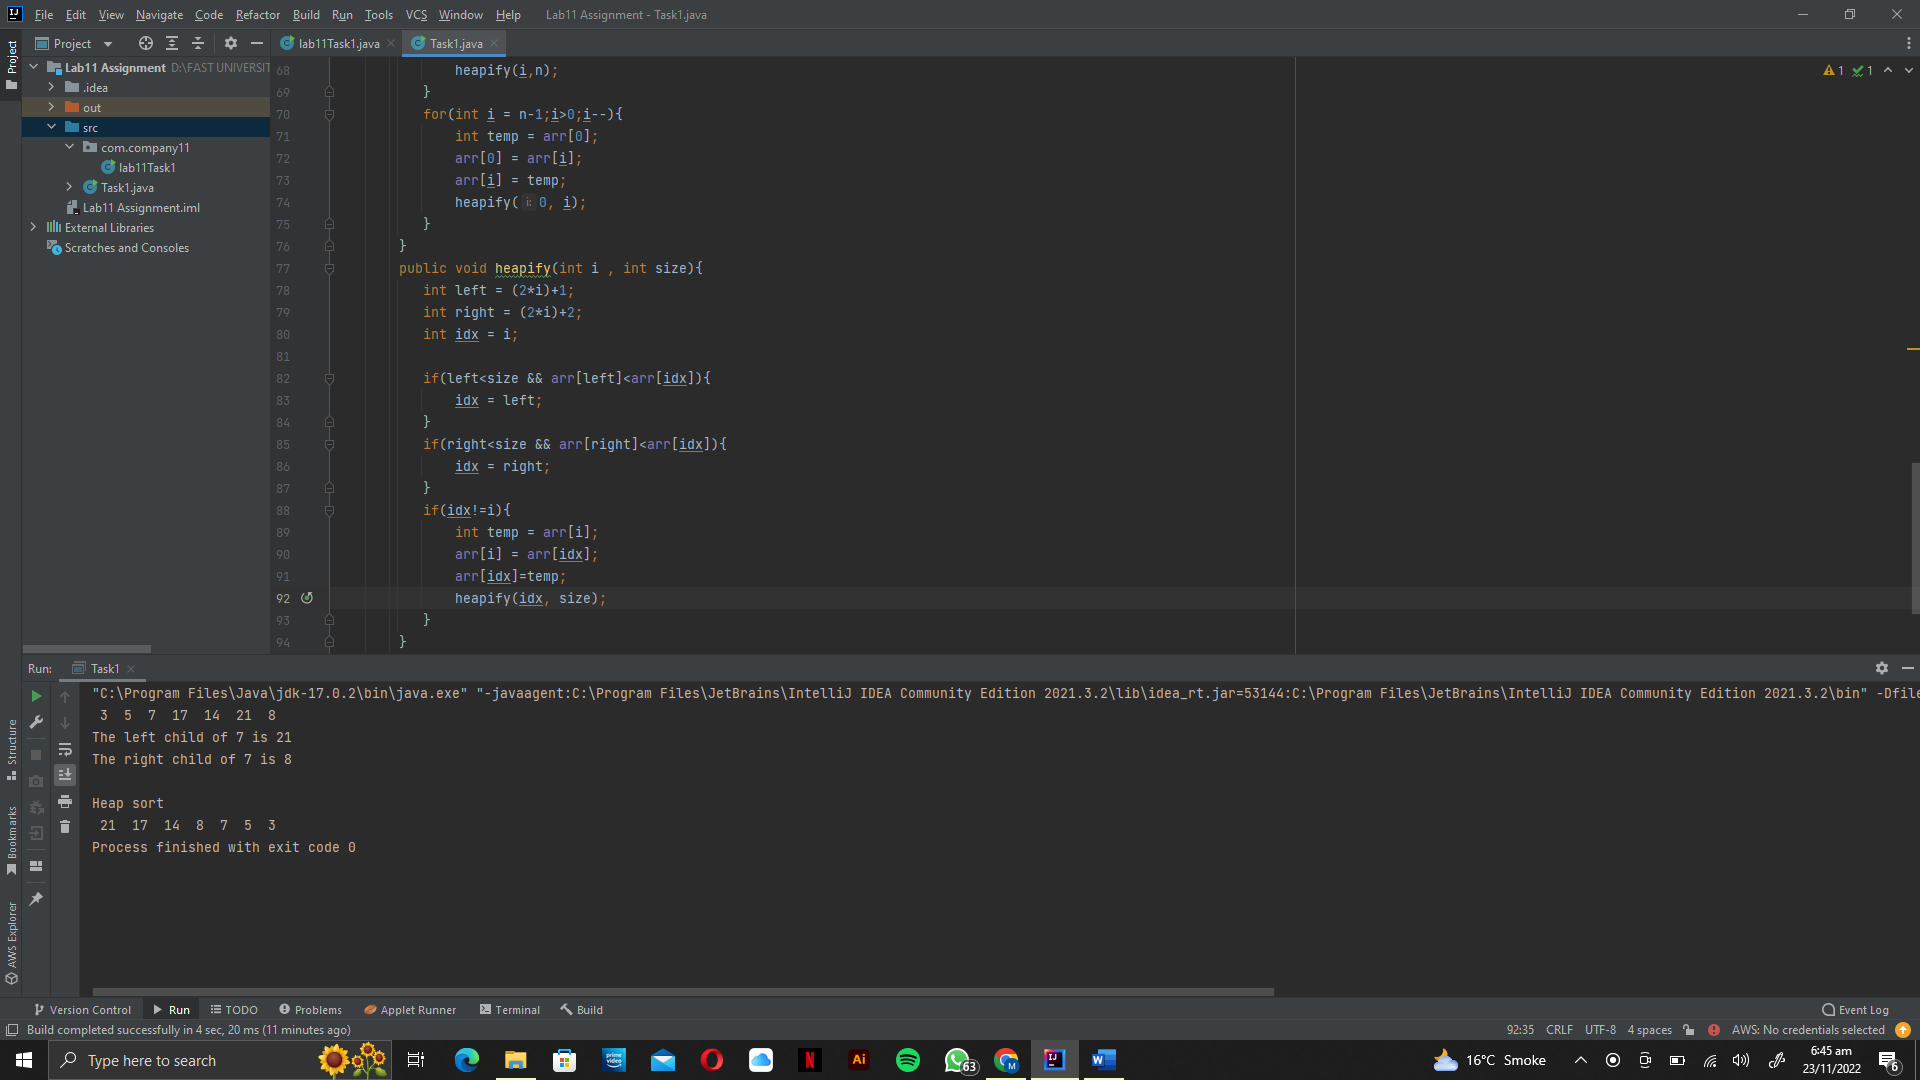 File Edit View Navigate Code Refactor Build Run Tools VCS Window Help Lab11 Assignment - Task1.java
Project
lab11Task1.java
Task1.java
Project
Lab11 Assignment D:\FAST UNIVERSIT
.idea
out
src
com.company11
lab11Task1
Task1.java
Lab11 Assignment.iml
External Libraries
Scratches and Consoles
1 1
68 heapify(i,n);
69 }
70 for(int i = n-1;i>0;i--){
71 int temp = arr[0];
72 arr[0] = arr[i];
73 arr[i] = temp;
74 heapify( i: 0, i);
75 }
76 }
77 public void heapify(int i , int size){
78 int left = (2*i)+1;
79 int right = (2*i)+2;
80 int idx = i;
81
82 if(left<size && arr[left]<arr[idx]){
83 idx = left;
84 }
85 if(right<size && arr[right]<arr[idx]){
86 idx = right;
87 }
88 if(idx!=i){
89 int temp = arr[i];
90 arr[i] = arr[idx];
91 arr[idx]=temp;
92 heapify(idx, size);
93 }
94 }
Run: Task1
"C:\Program Files\Java\jdk-17.0.2\bin\java.exe" "-javaagent:C:\Program Files\JetBrains\IntelliJ IDEA Community Edition 2021.3.2\lib\idea_rt.jar=53144:C:\Program Files\JetBrains\IntelliJ IDEA Community Edition 2021.3.2\bin" -Dfile
3 5 7 17 14 21 8
The left child of 7 is 21
The right child of 7 is 8
Heap sort
21 17 14 8 7 5 3
Process finished with exit code 0
Structure
Bookmarks
AWS Explorer
Version Control Run TODO Problems Applet Runner Terminal Build Event Log
Build completed successfully in 4 sec, 20 ms (11 minutes ago) 92:35 CRLF UTF-8 4 spaces AWS: No credentials selected
Type here to search
prime video
N
Ai
63
M
IJ
W
16°C Smoke
6:45 am
23/11/2022
6